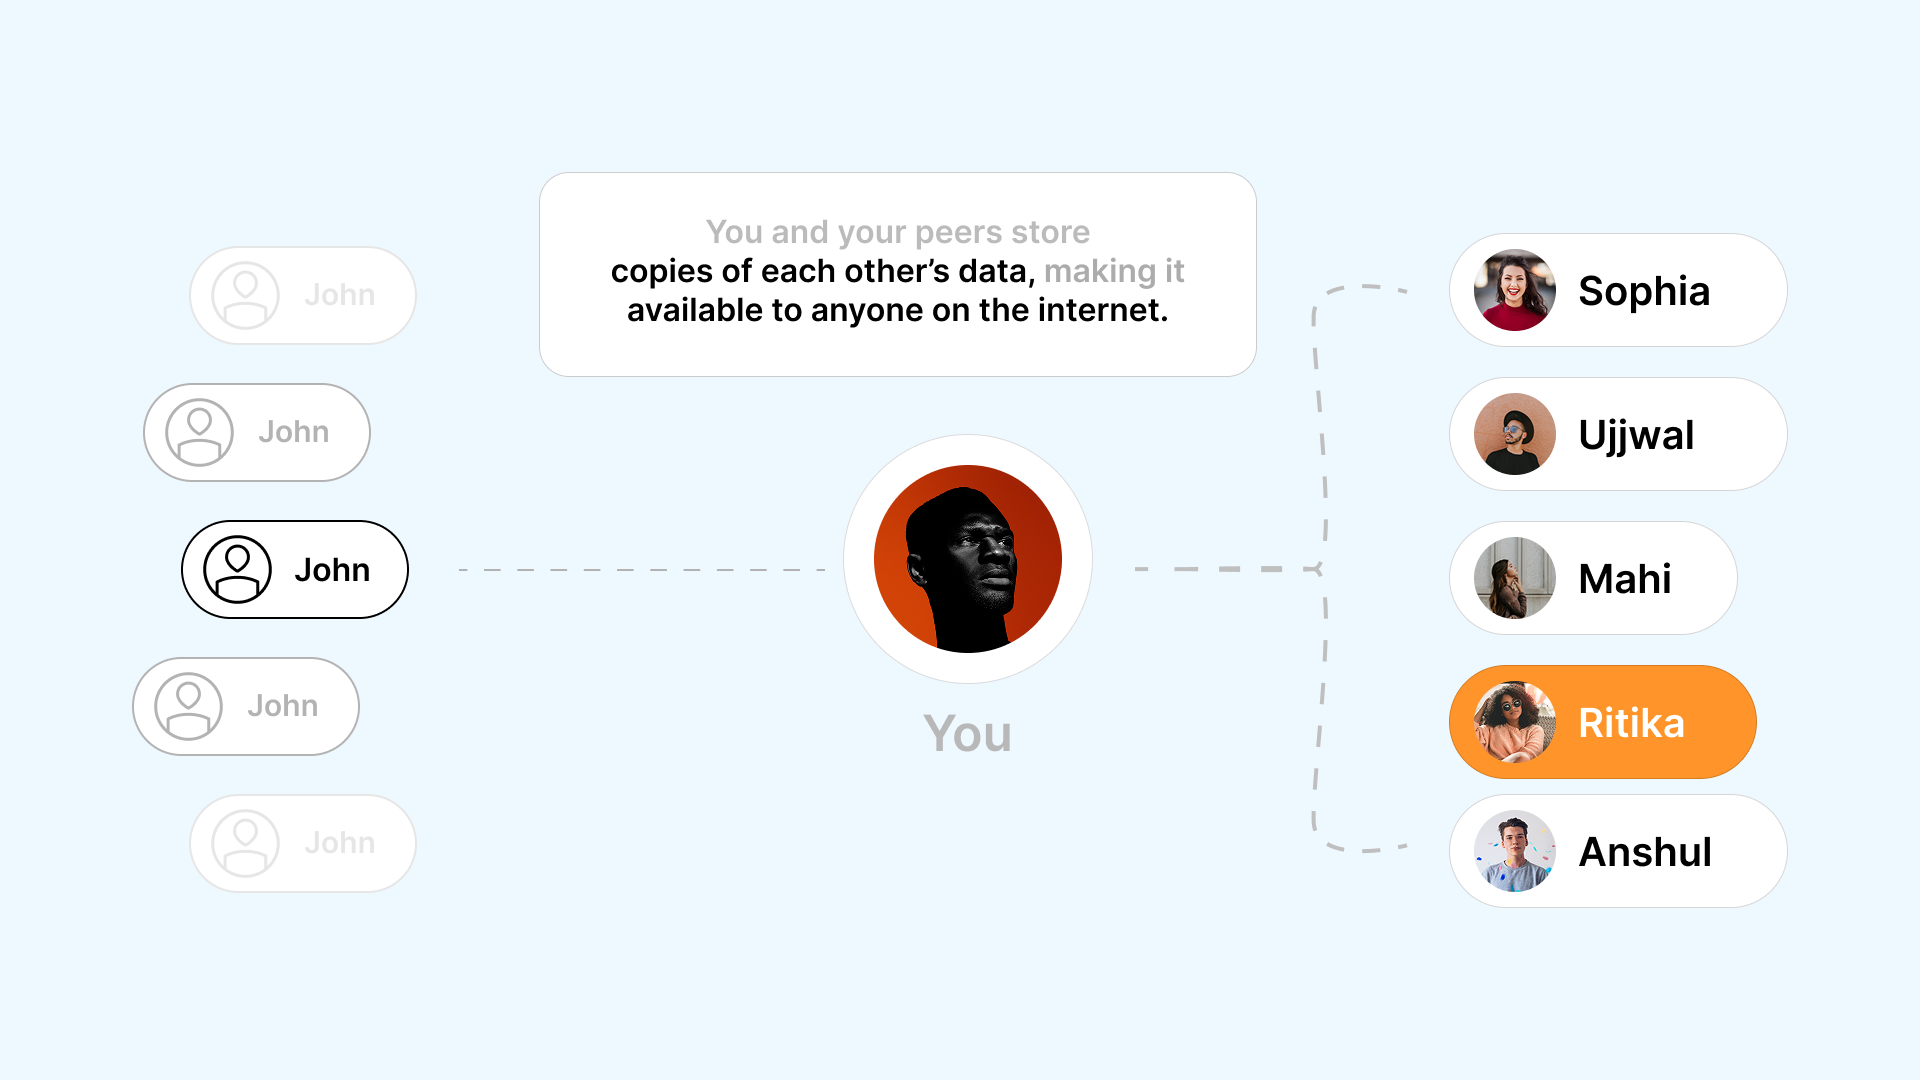 You and your peers store
copies of each other’s data, making it
available to anyone on the internet.
John
John
John
John
John
You
Sophia
Ujjwal
Mahi
Ritika
Anshul